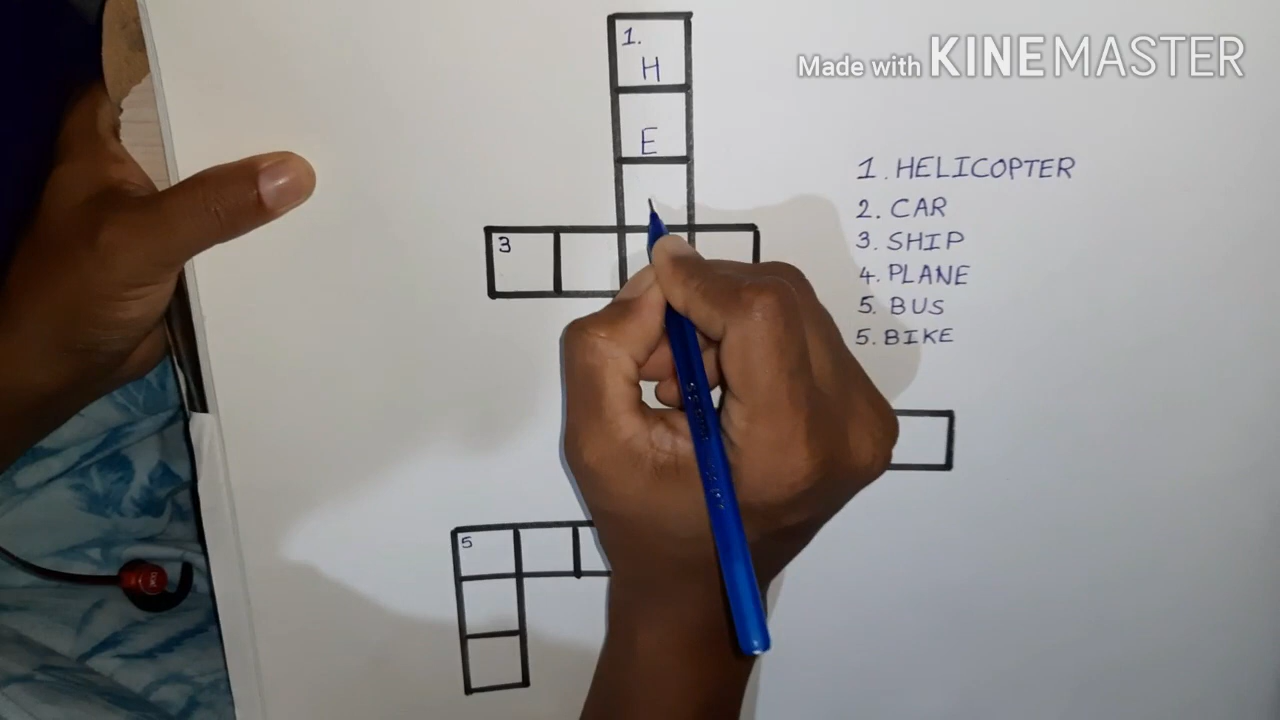 1.
H
E
3
5
Made with KINEMASTER
1. HELICOPTER
2. CAR
3. SHIP
4. PLANE
5. BUS
5. BIKE